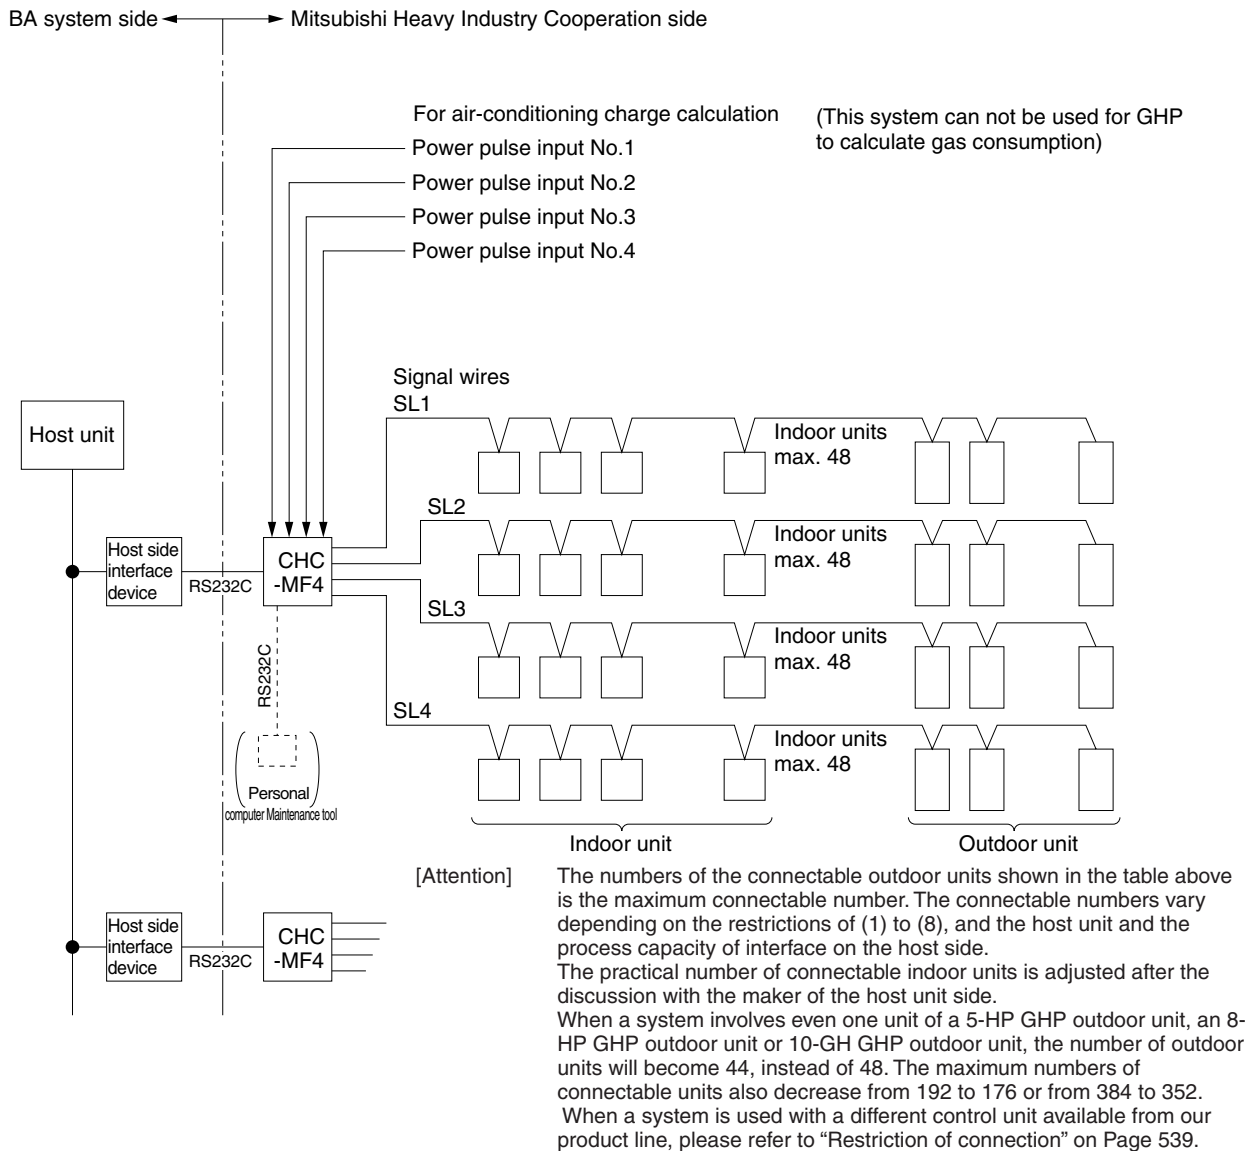 BA system side
Mitsubishi Heavy Industry Cooperation side
For air-conditioning charge calculation
(This system can not be used for GHP
to calculate gas consumption)
Power pulse input No.1
Power pulse input No.2
Power pulse input No.3
Power pulse input No.4
Signal wires
SL1
Indoor units
max. 48
Host unit
SL2
Indoor units
max. 48
Host side
interface
device
RS232C
CHC
-MF4
SL3
Indoor units
max. 48
RS232C
SL4
Indoor units
max. 48
Personal
computer Maintenance tool
Indoor unit
Outdoor unit
[Attention]
The numbers of the connectable outdoor units shown in the table above
is the maximum connectable number. The connectable numbers vary
depending on the restrictions of (1) to (8), and the host unit and the
process capacity of interface on the host side.
The practical number of connectable indoor units is adjusted after the
discussion with the maker of the host unit side.
When a system involves even one unit of a 5-HP GHP outdoor unit, an 8-
HP GHP outdoor unit or 10-GH GHP outdoor unit, the number of outdoor
units will become 44, instead of 48. The maximum numbers of
connectable units also decrease from 192 to 176 or from 384 to 352.
When a system is used with a different control unit available from our
product line, please refer to “Restriction of connection” on Page 539.
Host side
interface
device
RS232C
CHC
-MF4